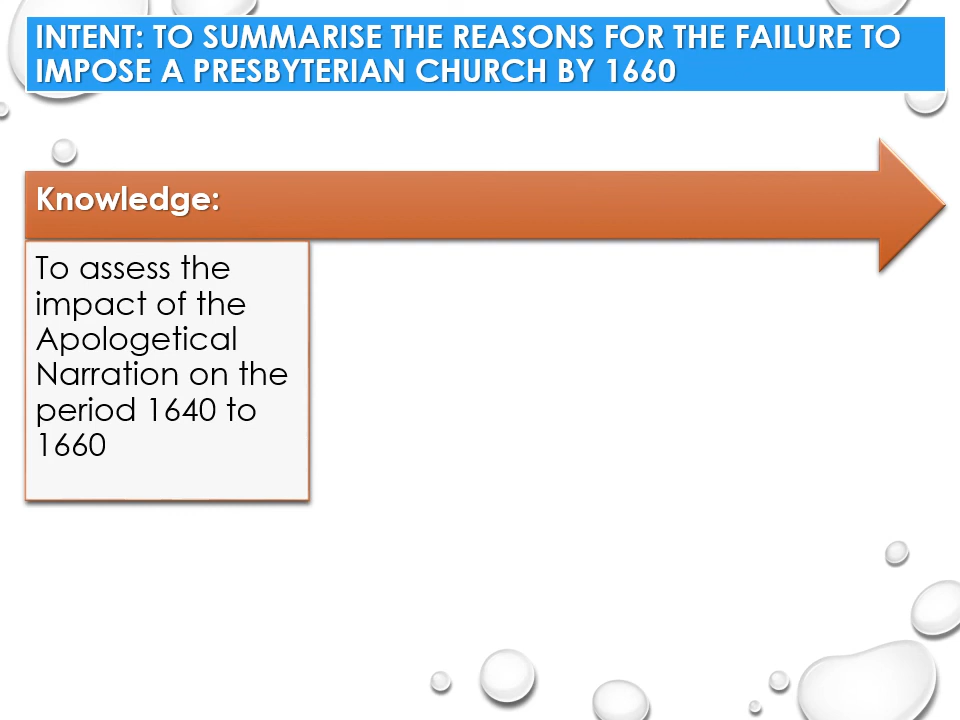 INTENT: TO SUMMARISE THE REASONS FOR THE FAILURE TO
IMPOSE A PRESBYTERIAN CHURCH BY 1660
Knowledge:
To assess the
impact of the
Apologetical
Narration on the
period 1640 to
1660